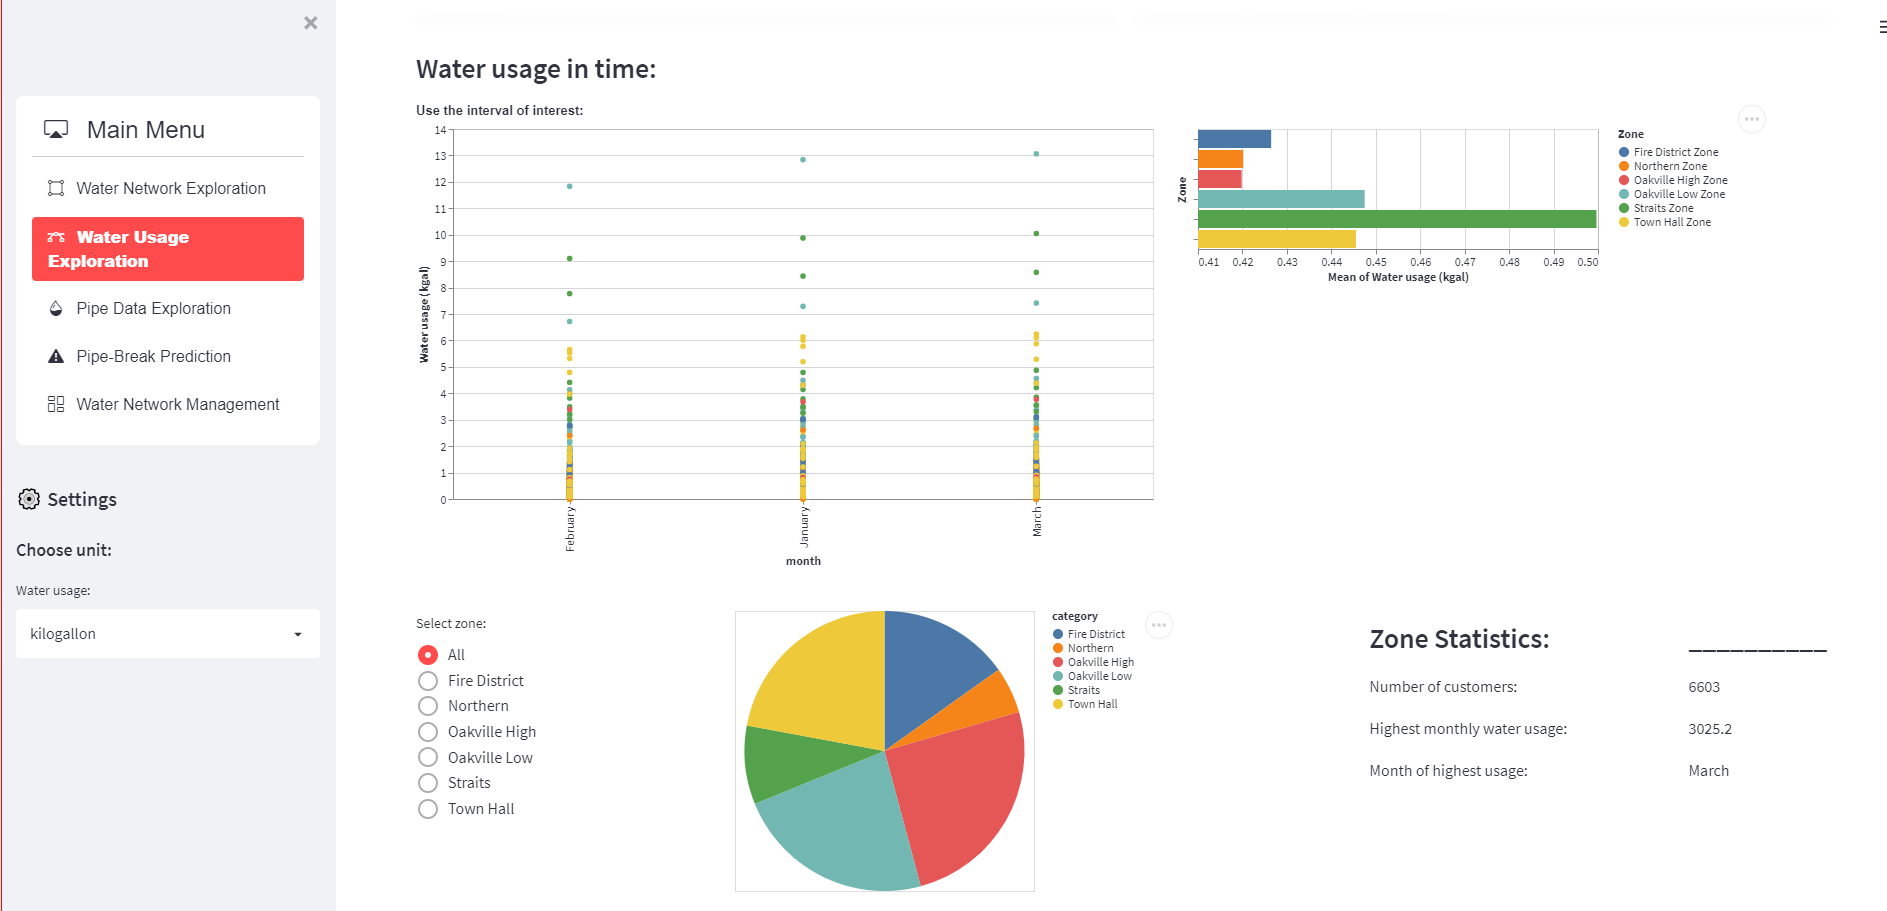 Main Menu
Water Network Exploration
Water Usage
Exploration
Pipe Data Exploration
Pipe-Break Prediction
Water Network Management
Settings
Choose unit:
Water usage:
kilogallon
Water usage in time:
Use the interval of interest:
Water usage (kgal)
14
13
12
11
10
9
8
7
6
5
4
3
2
1
0
February
January
March
month
Zone
0.41 0.42 0.43 0.44 0.45 0.46 0.47 0.48 0.49 0.50
Mean of Water usage (kgal)
Zone
Fire District Zone
Northern Zone
Oakville High Zone
Oakville Low Zone
Straits Zone
Town Hall Zone
Select zone:
All
Fire District
Northern
Oakville High
Oakville Low
Straits
Town Hall
category
Fire District
Northern
Oakville High
Oakville Low
Straits
Town Hall
Zone Statistics: __________
Number of customers: 6603
Highest monthly water usage: 3025.2
Month of highest usage: March